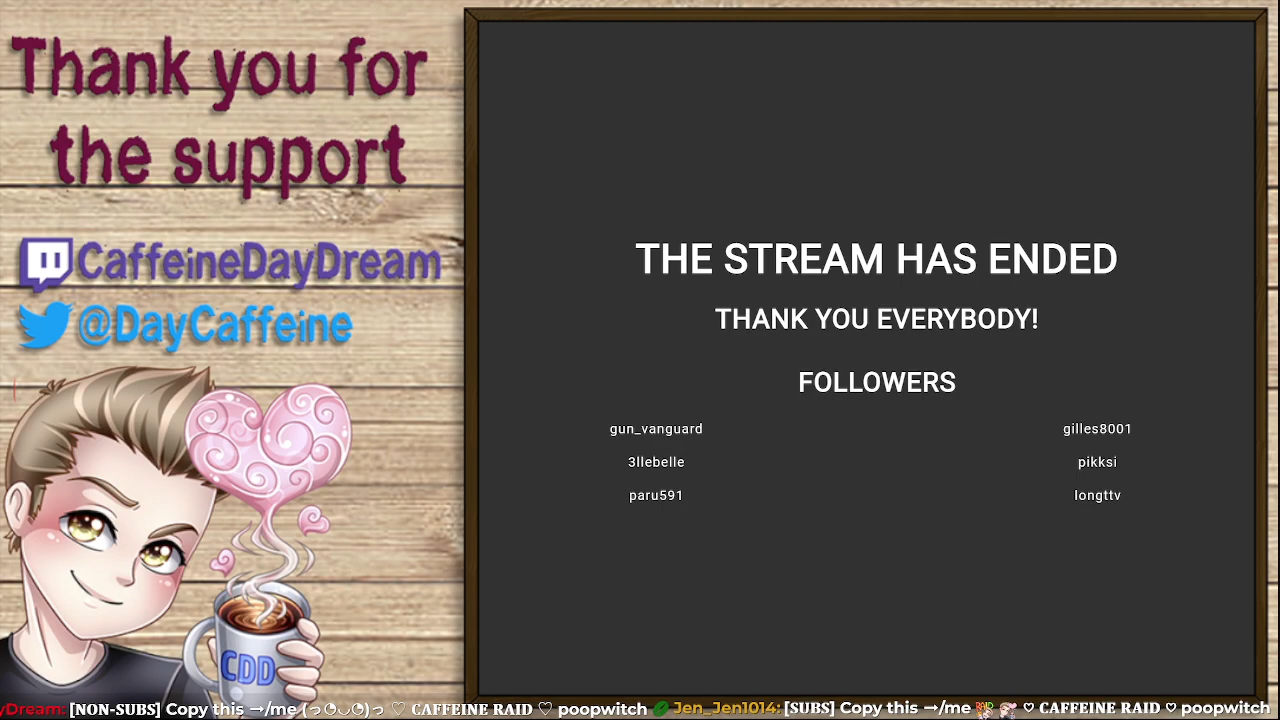 Thank you for
the support
CaffeineDayDream
@DayCaffeine
CDD
THE STREAM HAS ENDED
THANK YOU EVERYBODY!
FOLLOWERS
gun_vanguard gilles8001
3llebelle pikksi
paru591 longttv
yDream: [NON-SUBS] Copy this →/me (っ◔◡◔)っ ♡ CAFFEINE RAID ♡ poopwitch Jen_Jen1014: [SUBS] Copy this →/me ♡ CAFFEINE RAID ♡ poopwitch